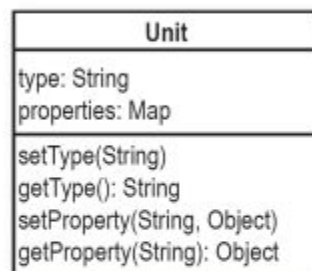 Unit
type: String
properties: Map
setType(String)
getType(): String
setProperty(String, Object)
getProperty(String): Object